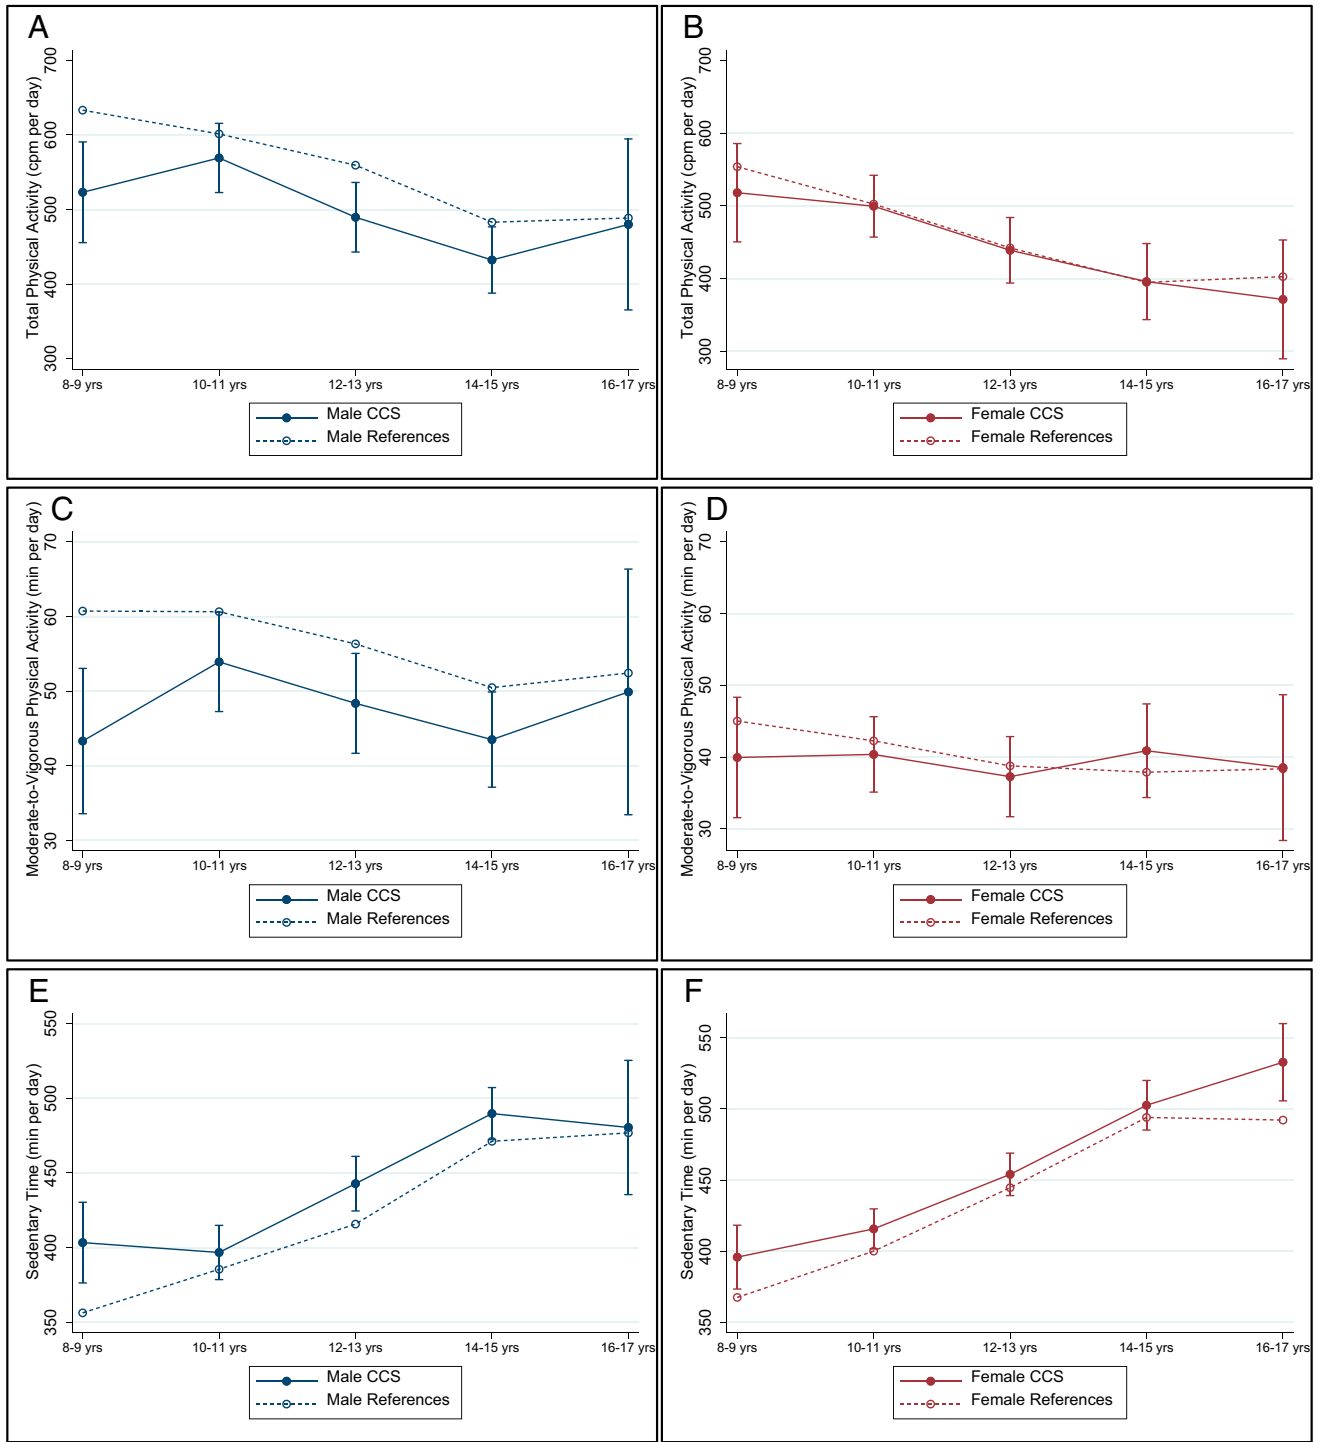 A
Total Physical Activity (cpm per day)
700
600
500
400
300
8-9 yrs
10-11 yrs
12-13 yrs
14-15 yrs
16-17 yrs
Male CCS
Male References
B
Total Physical Activity (cpm per day)
700
600
500
400
300
8-9 yrs
10-11 yrs
12-13 yrs
14-15 yrs
16-17 yrs
Female CCS
Female References
C
Moderate-to-Vigorous Physical Activity (min per day)
70
60
50
40
30
8-9 yrs
10-11 yrs
12-13 yrs
14-15 yrs
16-17 yrs
Male CCS
Male References
D
Moderate-to-Vigorous Physical Activity (min per day)
70
60
50
40
30
8-9 yrs
10-11 yrs
12-13 yrs
14-15 yrs
16-17 yrs
Female CCS
Female References
E
Sedentary Time (min per day)
550
500
450
400
350
8-9 yrs
10-11 yrs
12-13 yrs
14-15 yrs
16-17 yrs
Male CCS
Male References
F
Sedentary Time (min per day)
550
500
450
400
350
8-9 yrs
10-11 yrs
12-13 yrs
14-15 yrs
16-17 yrs
Female CCS
Female References